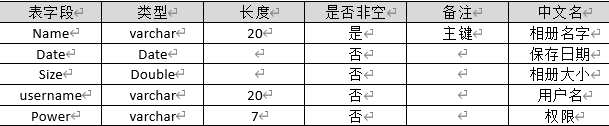 表字段 类型 长度 是否非空 备注 中文名
Name varchar 20 是 主键 相册名字
Date Date 否 保存日期
Size Double 否 相册大小
username varchar 20 否 用户名
Power varchar 7 否 权限